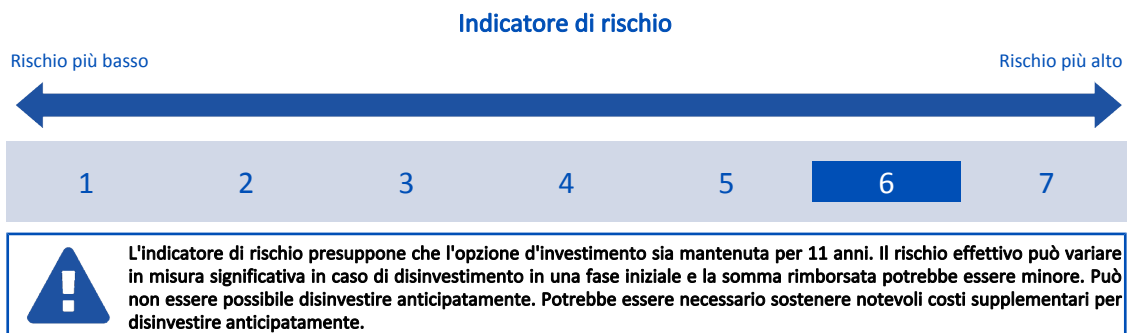 Indicatore di rischio
Rischio più basso
Rischio più alto
1 2 3 4 5 6 7
L'indicatore di rischio presuppone che l'opzione d'investimento sia mantenuta per 11 anni. Il rischio effettivo può variare
in misura significativa in caso di disinvestimento in una fase iniziale e la somma rimborsata potrebbe essere minore. Può
non essere possibile disinvestire anticipatamente. Potrebbe essere necessario sostenere notevoli costi supplementari per
disinvestire anticipatamente.